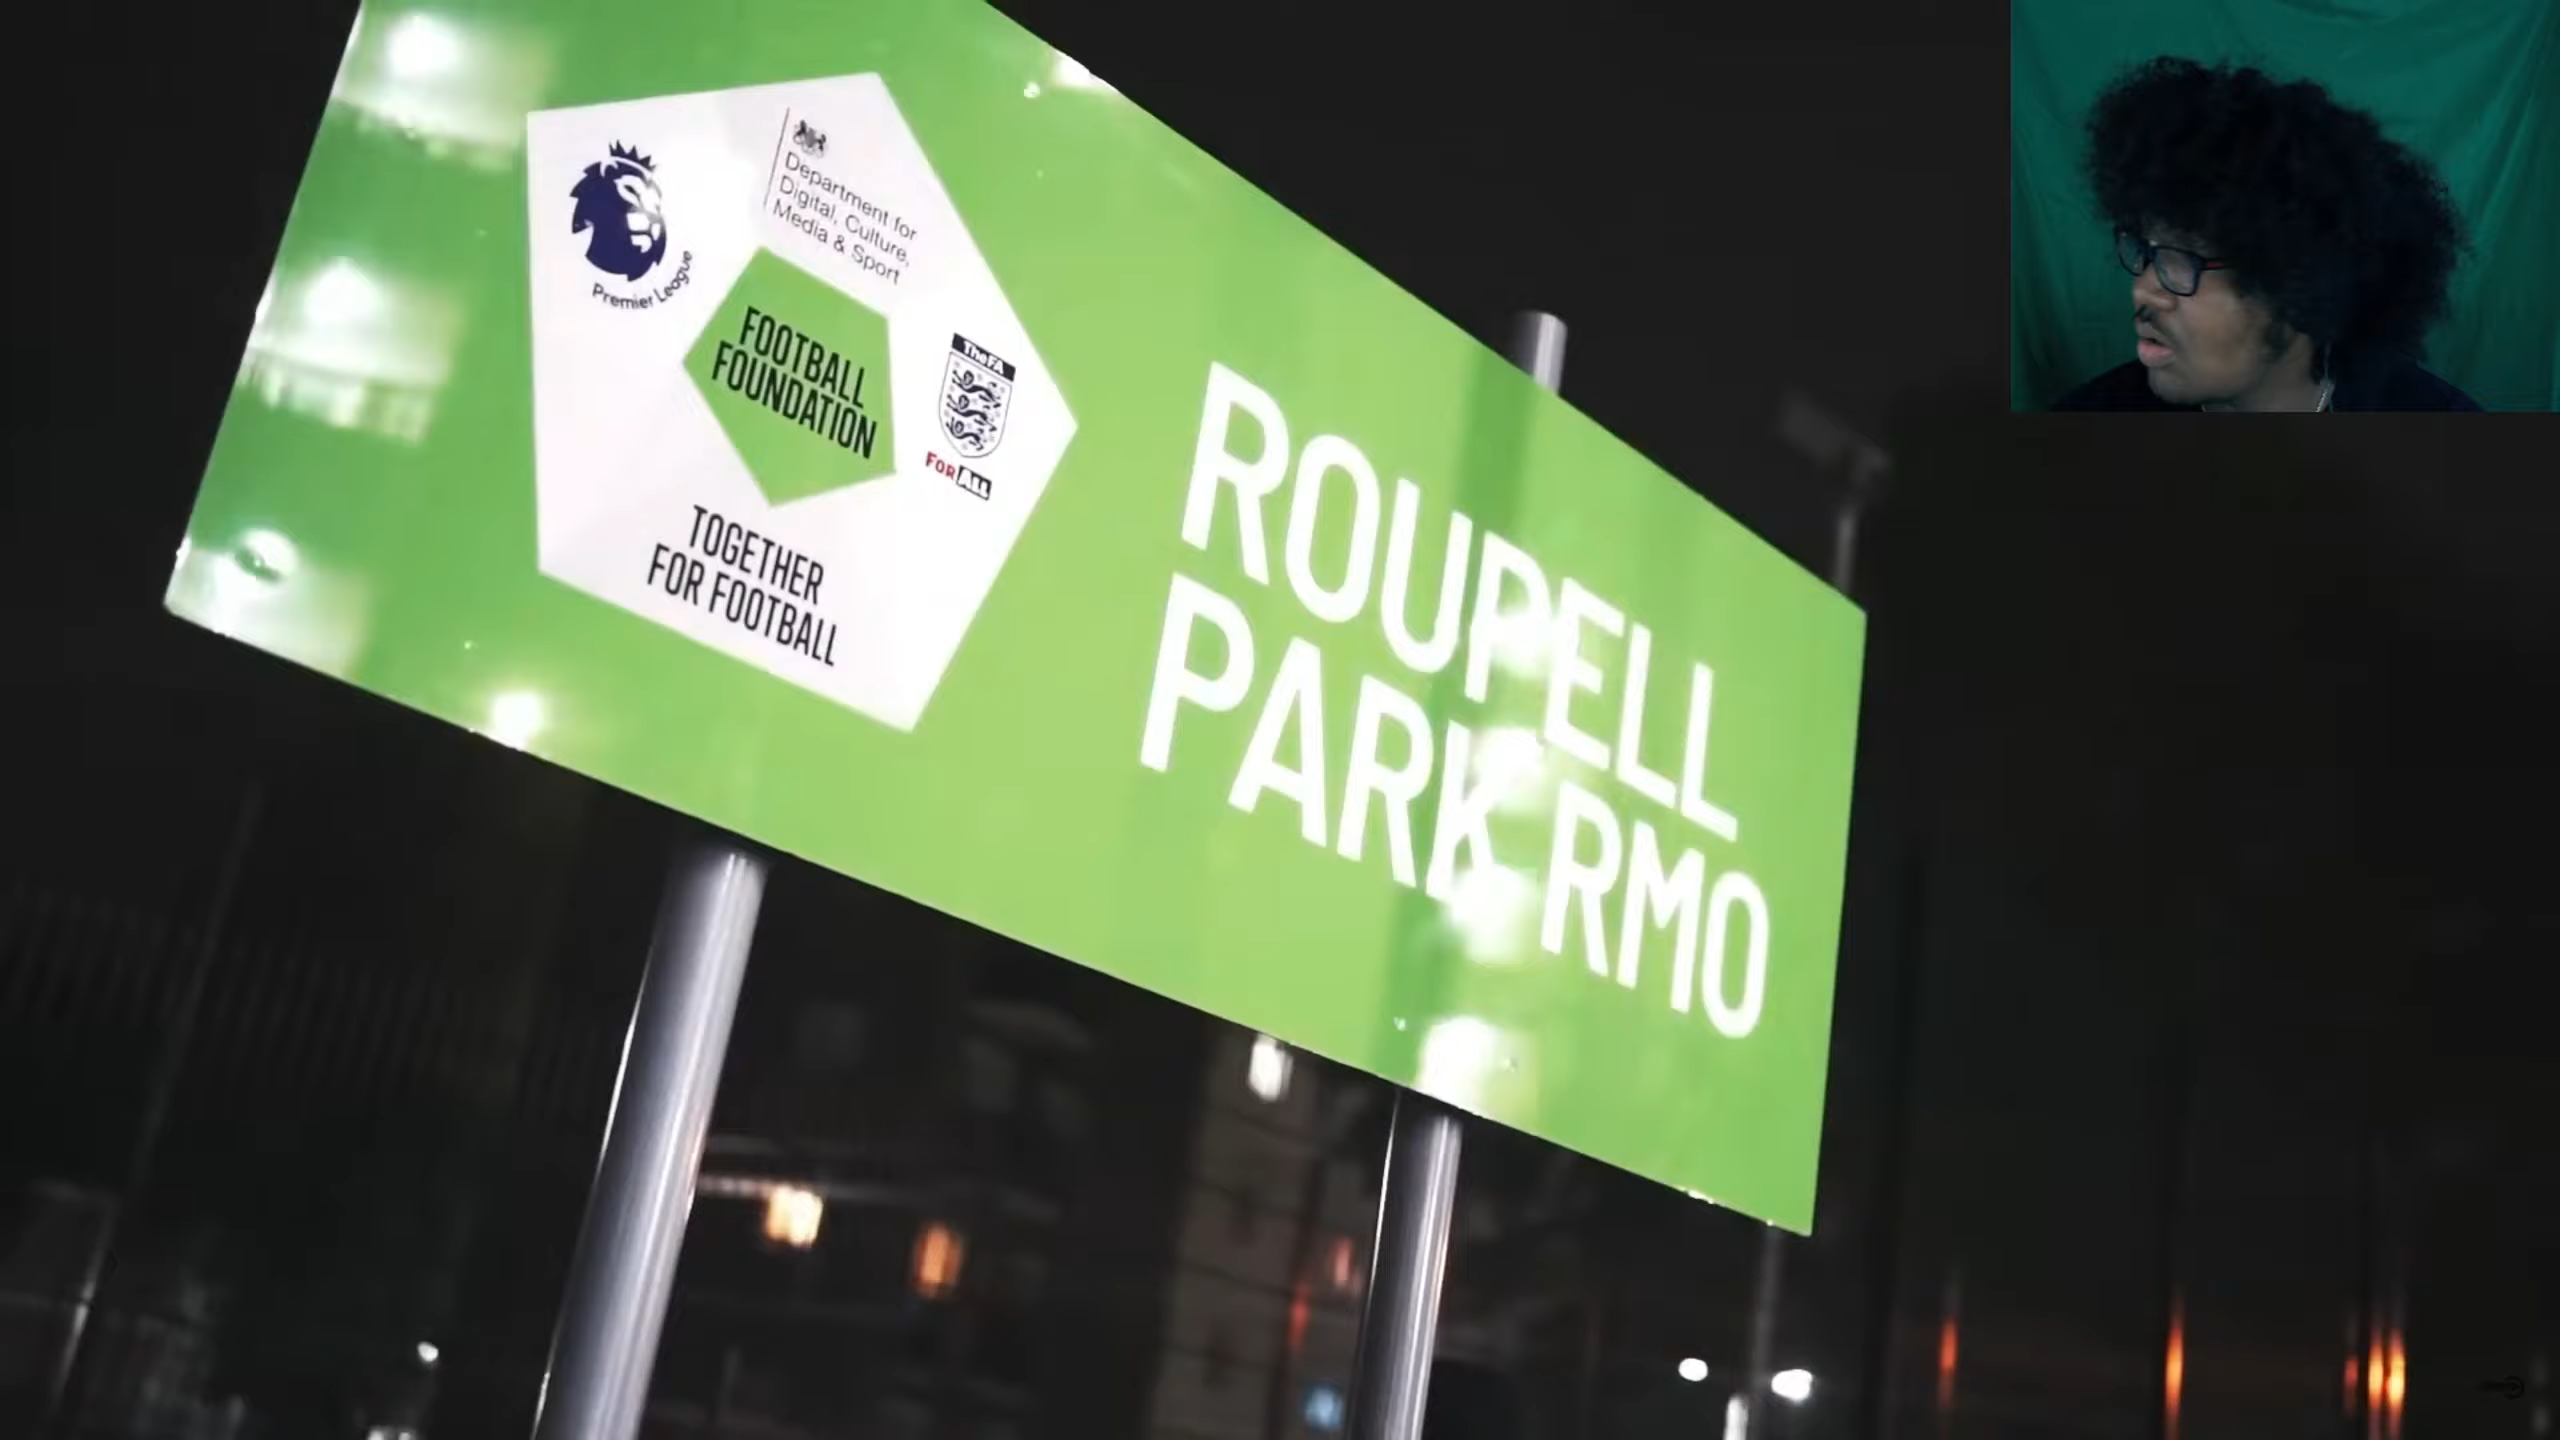 Premier League
Department for
Digital, Culture,
Media & Sport
FOOTBALL
FOUNDATION
The FA
FOR ALL
TOGETHER
FOR FOOTBALL
ROUPELL
PARK RMO